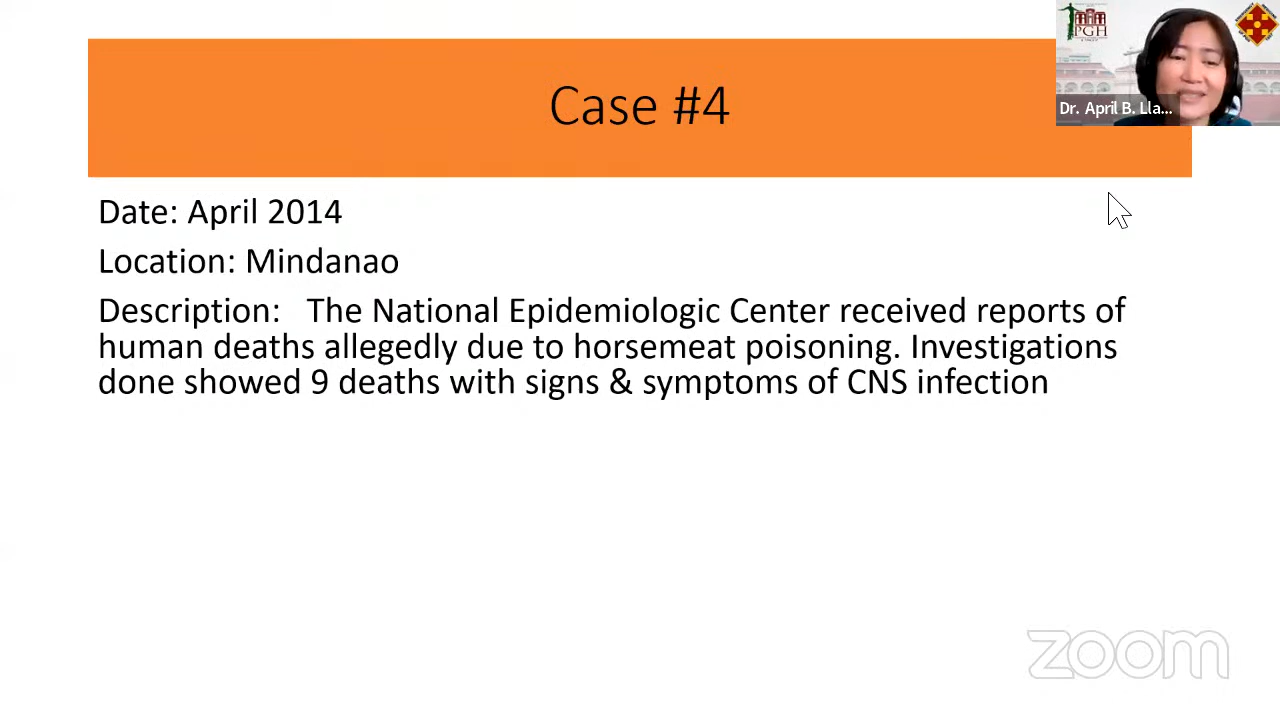 Case #4
PGH
Dr. April B. Lla...
Date: April 2014
Location: Mindanao
Description: The National Epidemiologic Center received reports of
human deaths allegedly due to horsemeat poisoning. Investigations
done showed 9 deaths with signs & symptoms of CNS infection
zoom